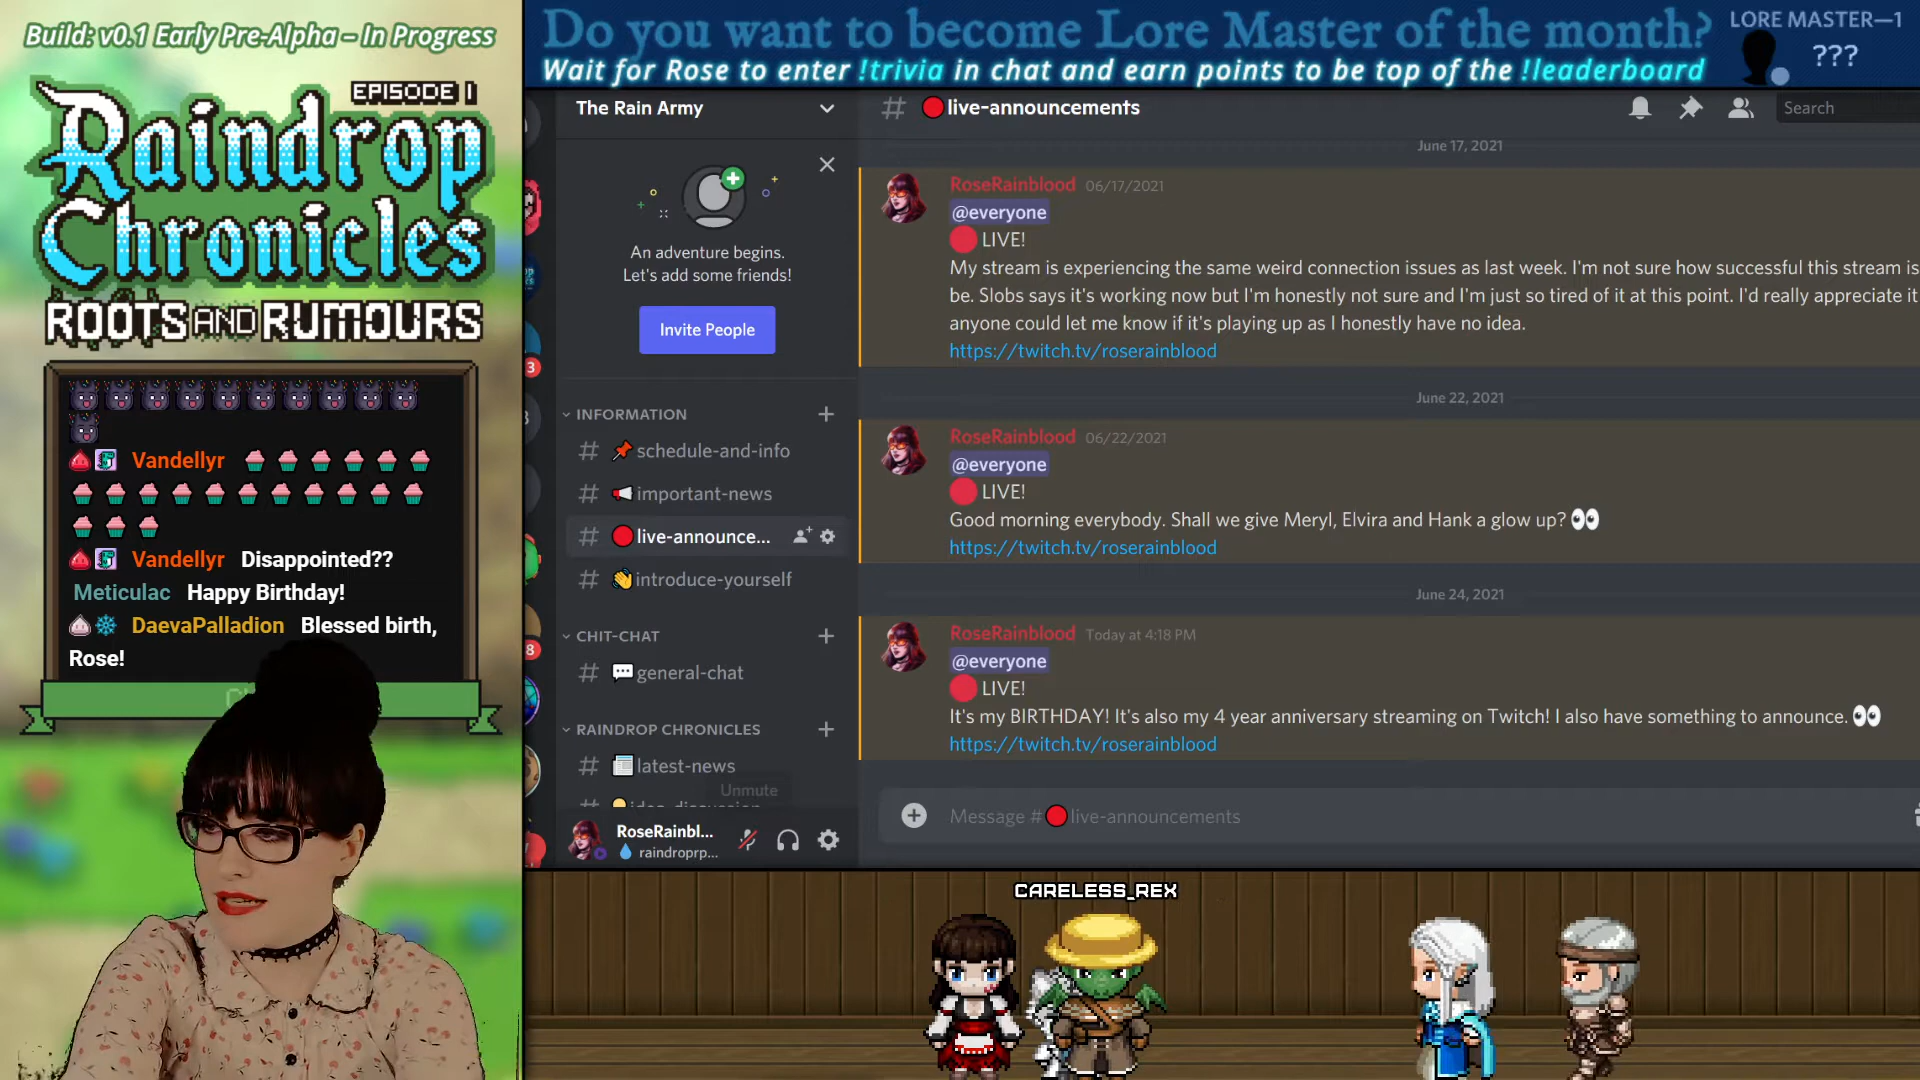 Build: v0.1 Early Pre-Alpha – In Progress
EPISODE I
Raindrop
Chronicles
ROOTS AND RUMOURS
Vandellyr
Vandellyr Disappointed??
Meticulac Happy Birthday!
DaevaPalladion Blessed birth,
Rose!
Do you want to become Lore Master of the month?
Wait for Rose to enter !trivia in chat and earn points to be top of the !leaderboard
LORE MASTER—1
???
The Rain Army
An adventure begins.
Let's add some friends!
Invite People
INFORMATION
schedule-and-info
important-news
live-announce...
introduce-yourself
CHIT-CHAT
general-chat
RAINDROP CHRONICLES
latest-news
Unmute
RoseRainbl...
raindroprp...
3
8
# live-announcements
Search
June 17, 2021
RoseRainblood 06/17/2021
@everyone
LIVE!
My stream is experiencing the same weird connection issues as last week. I'm not sure how successful this stream is
be. Slobs says it's working now but I'm honestly not sure and I'm just so tired of it at this point. I'd really appreciate it
anyone could let me know if it's playing up as I honestly have no idea.
https://twitch.tv/roserainblood
June 22, 2021
RoseRainblood 06/22/2021
@everyone
LIVE!
Good morning everybody. Shall we give Meryl, Elvira and Hank a glow up?
https://twitch.tv/roserainblood
June 24, 2021
RoseRainblood Today at 4:18 PM
@everyone
LIVE!
It's my BIRTHDAY! It's also my 4 year anniversary streaming on Twitch! I also have something to announce.
https://twitch.tv/roserainblood
Message # live-announcements
CARELESS_REX